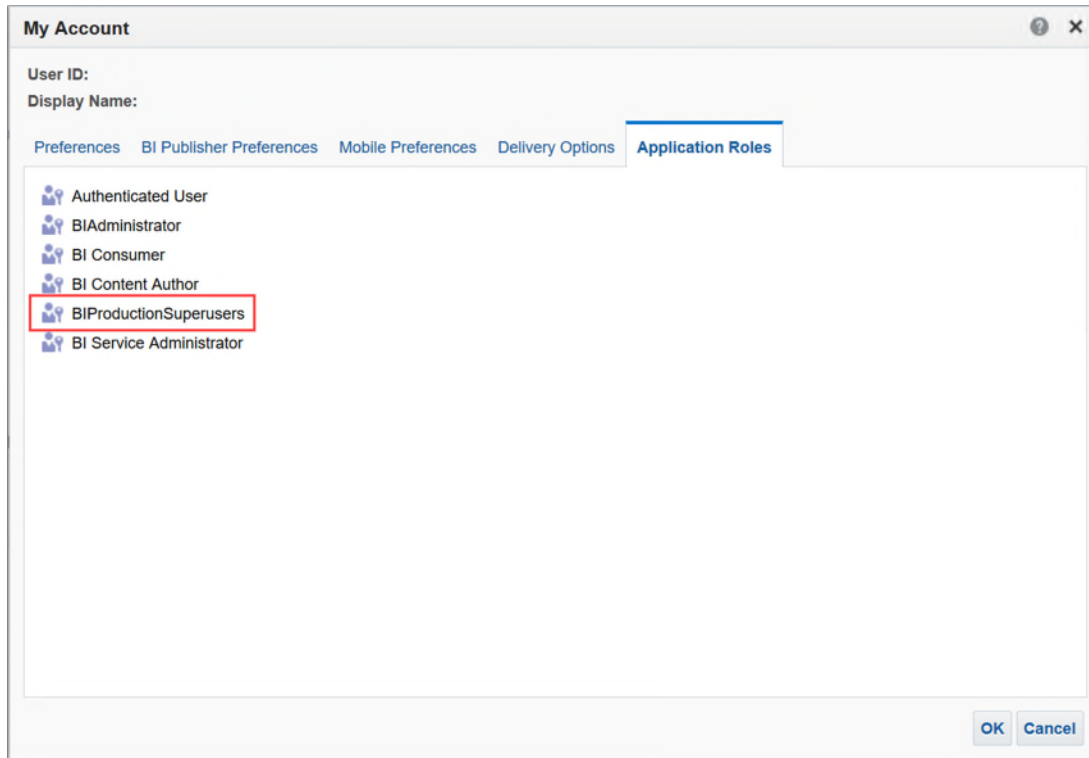 My Account
User ID:
Display Name:
Preferences BI Publisher Preferences Mobile Preferences Delivery Options Application Roles
Authenticated User
BIAdministrator
BI Consumer
BI Content Author
BIProductionSuperusers
BI Service Administrator
OK Cancel